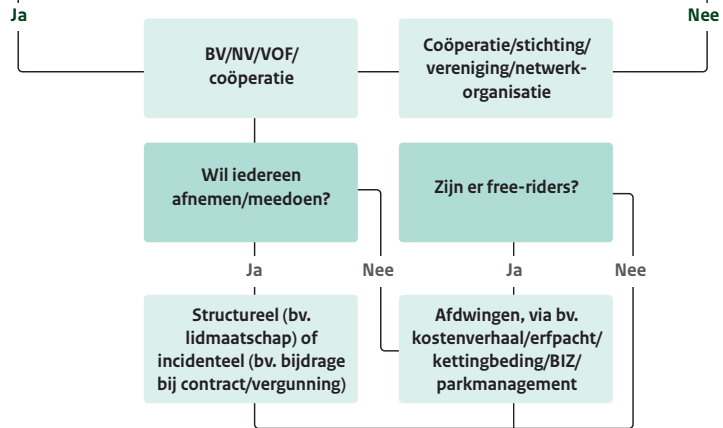 Ja
Nee
BV/NV/VOF/
coöperatie
Coöperatie/stichting/
vereniging/netwerk-
organisatie
Wil iedereen
afnemen/meedoen?
Zijn er free-riders?
Ja
Nee
Ja
Nee
Structureel (bv.
lidmaatschap) of
incidenteel (bv. bijdrage
bij contract/vergunning)
Afdwingen, via bv.
kostenverhaal/erfpacht/
kettingbeding/BIZ/
parkmanagement